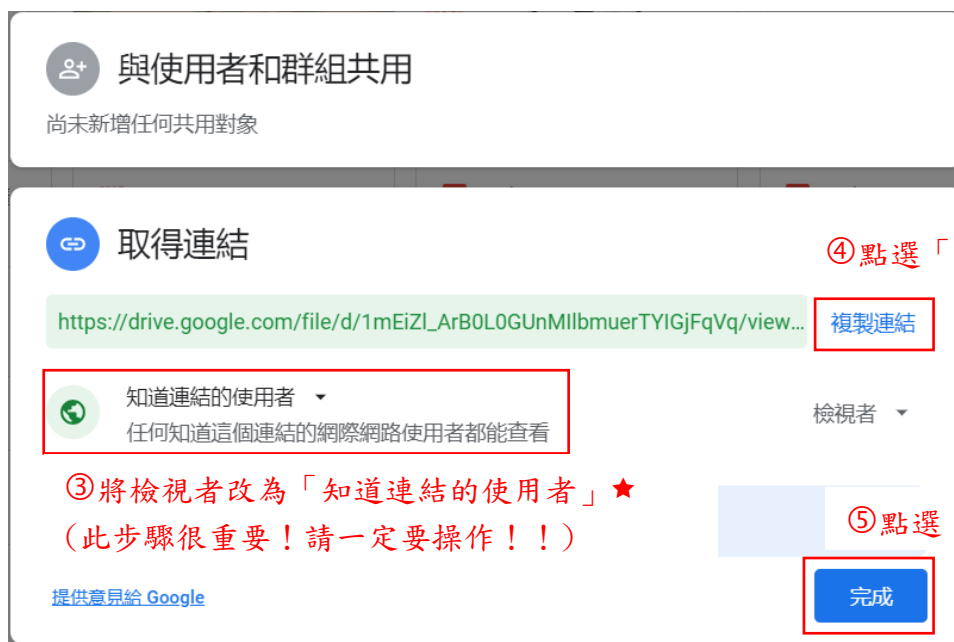 與使用者和群組共用
尚未新增任何共用對象
取得連結
④點選「
https://drive.google.com/file/d/1mEiZl_ArB0L0GUnMIlbmuerTYIGjFqVq/view...
複製連結
知道連結的使用者
任何知道這個連結的網際網路使用者都能查看
檢視者
③將檢視者改為「知道連結的使用者」★
(此步驟很重要！請一定要操作！！)
⑤點選
提供意見給 Google
完成